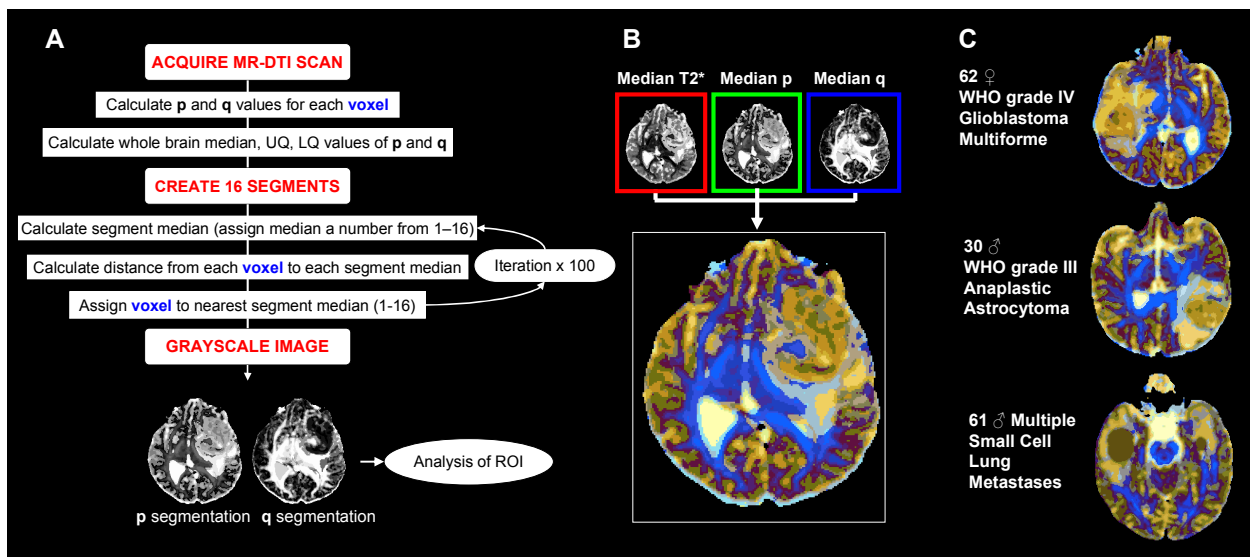 A
ACQUIRE MR-DTI SCAN
Calculate p and q values for each voxel
Calculate whole brain median, UQ, LQ values of p and q
CREATE 16 SEGMENTS
Calculate segment median (assign median a number from 1–16)
Calculate distance from each voxel to each segment median
Iteration x 100
Assign voxel to nearest segment median (1-16)
GRAYSCALE IMAGE
Analysis of ROI
p segmentation
q segmentation
B
Median T2*
Median p
Median q
C
62 ♀
WHO grade IV
Glioblastoma
Multiforme
30 ♂
WHO grade III
Anaplastic
Astrocytoma
61 ♂ Multiple
Small Cell
Lung
Metastases